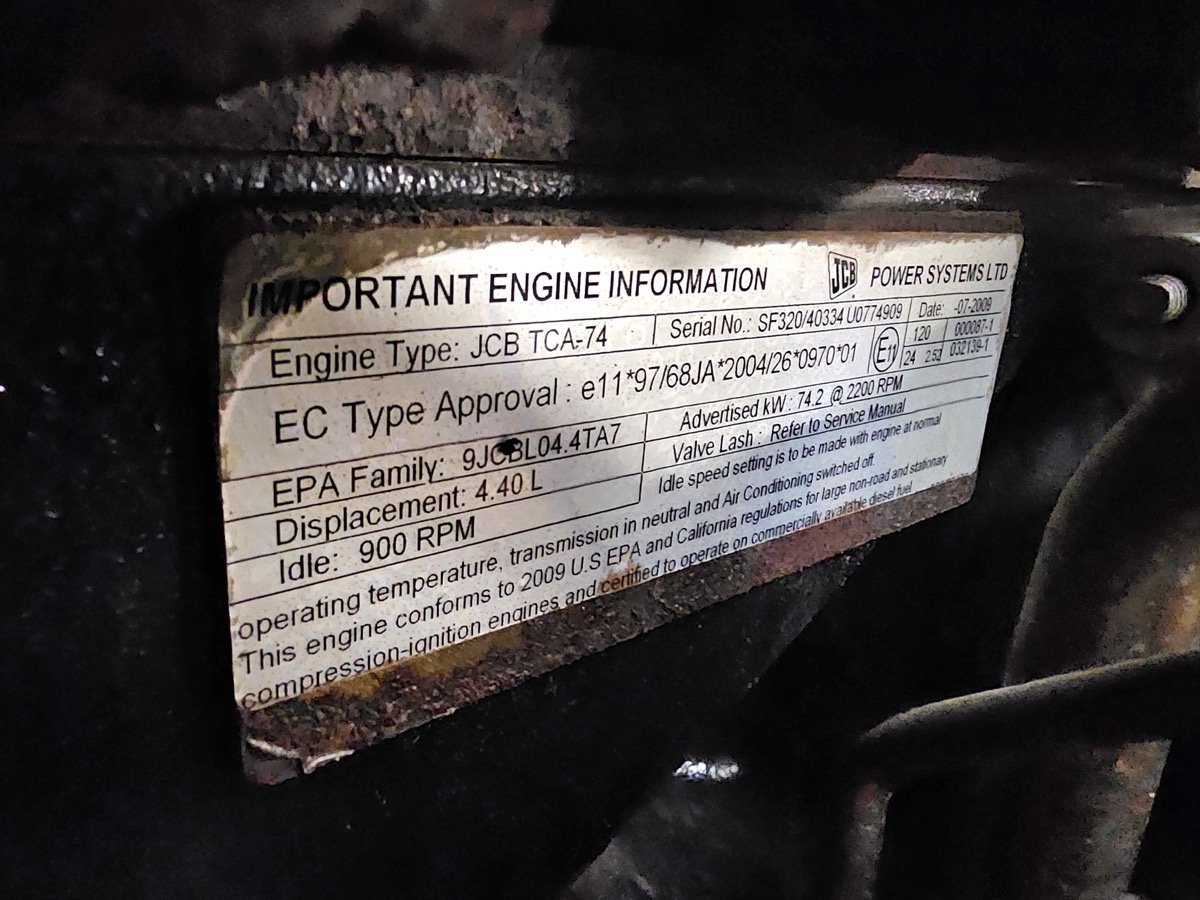 IMPORTANT ENGINE INFORMATION JCB POWER SYSTEMS LTD
Engine Type: JCB TCA-74 Serial No.: SF320/40334 U0774909 Date: -07-2009
EC Type Approval : e11*97/68JA*2004/26*0970*01 E11 120 000087-1
24 2.52 032139-1
EPA Family: 9JCBL04.4TA7 Advertised kW : 74.2 @ 2200 RPM
Displacement: 4.40 L Valve Lash : Refer to Service Manual
Idle: 900 RPM Idle speed setting is to be made with engine at normal
operating temperature, transmission in neutral and Air Conditioning switched off.
This engine conforms to 2009 U.S EPA and California regulations for large non-road and stationary
compression-ignition engines and certified to operate on commercially available diesel fuel.